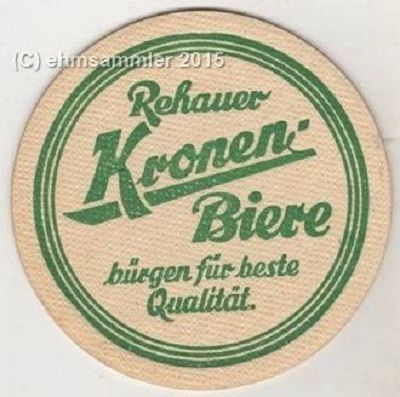 (C) ehmsammler 2015
Rehauer
Kronen-
Biere
bürgen für beste
Qualität.